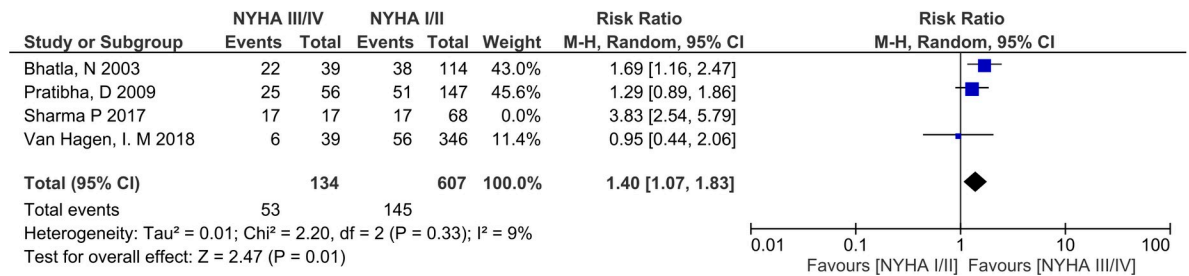 NYHA III/IV NYHA I/II Risk Ratio Risk Ratio
Study or Subgroup Events Total Events Total Weight M-H, Random, 95% CI M-H, Random, 95% CI
Bhatla, N 2003 22 39 38 114 43.0% 1.69 [1.16, 2.47]
Pratibha, D 2009 25 56 51 147 45.6% 1.29 [0.89, 1.86]
Sharma P 2017 17 17 17 68 0.0% 3.83 [2.54, 5.79]
Van Hagen, I. M 2018 6 39 56 346 11.4% 0.95 [0.44, 2.06]
Total (95% CI) 134 607 100.0% 1.40 [1.07, 1.83]
Total events 53 145
Heterogeneity: Tau² = 0.01; Chi² = 2.20, df = 2 (P = 0.33); I² = 9%
Test for overall effect: Z = 2.47 (P = 0.01)
0.01 0.1 1 10 100
Favours [NYHA I/II] Favours [NYHA III/IV]